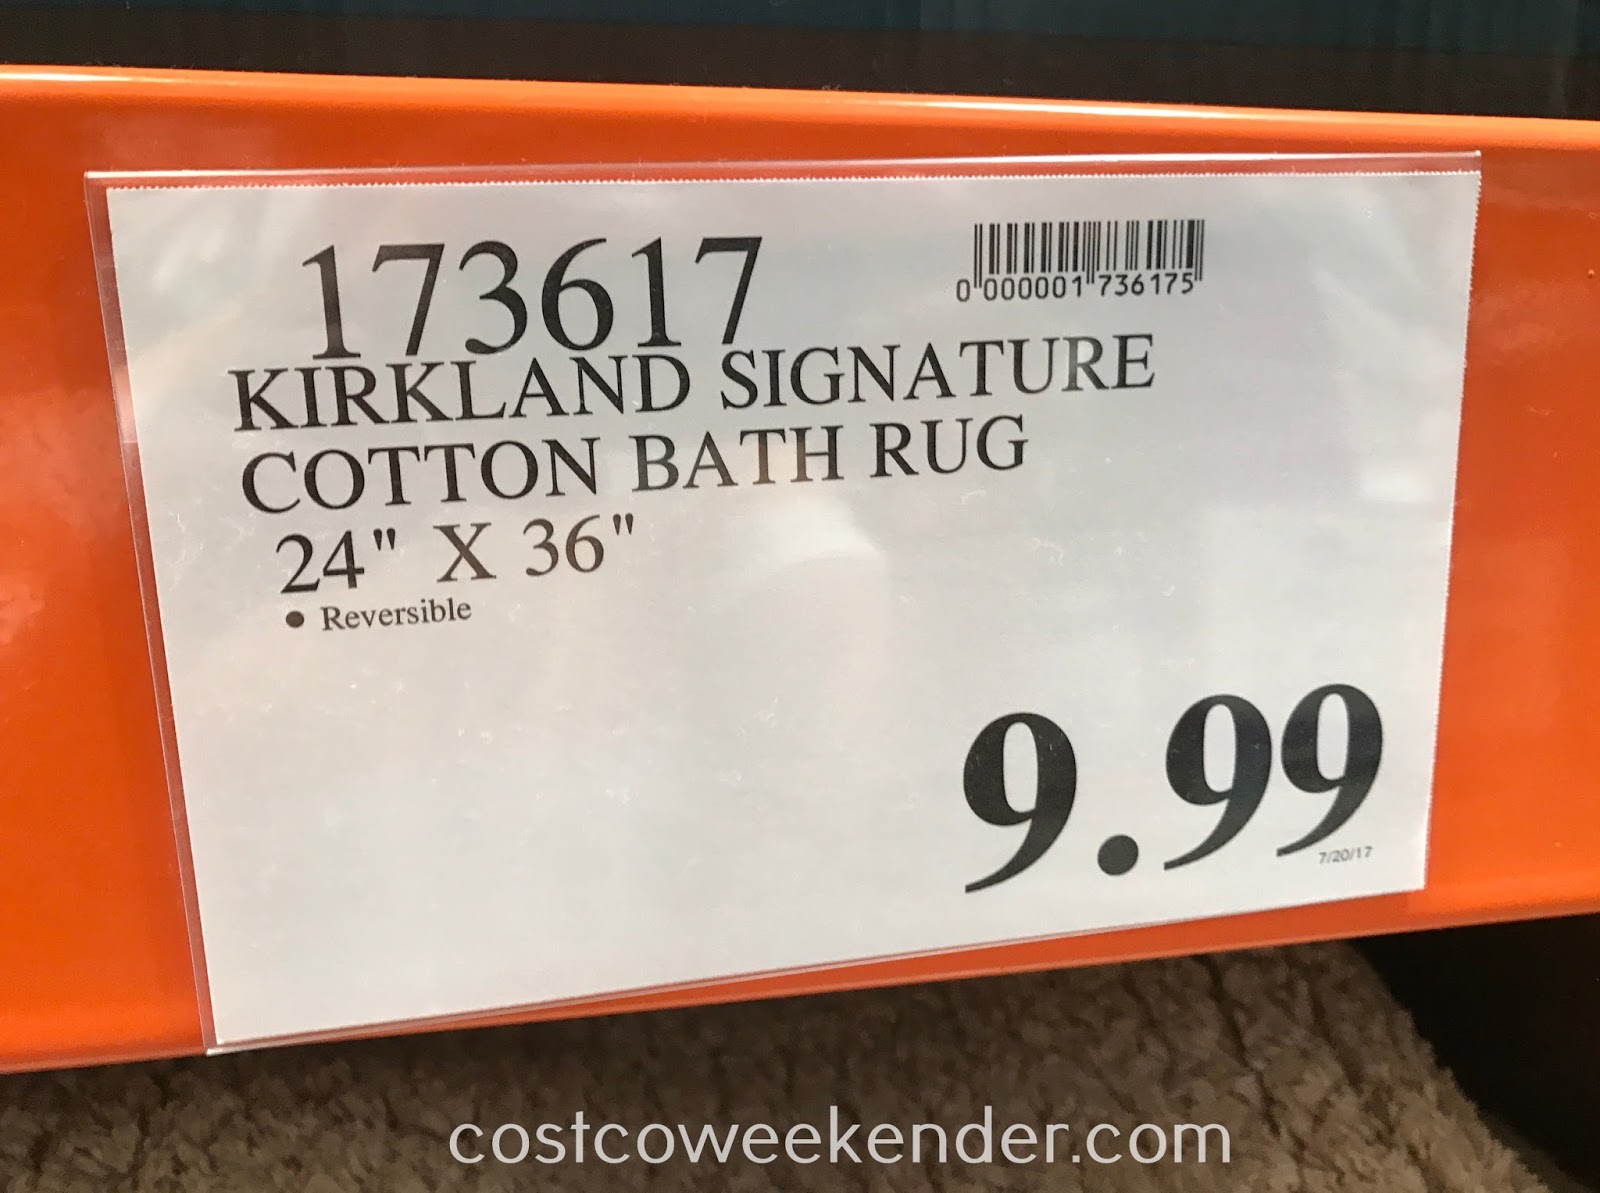 173617
0 000001 736175
KIRKLAND SIGNATURE
COTTON BATH RUG
24" X 36"
• Reversible
9.99
7/20/17
costcoweekender.com